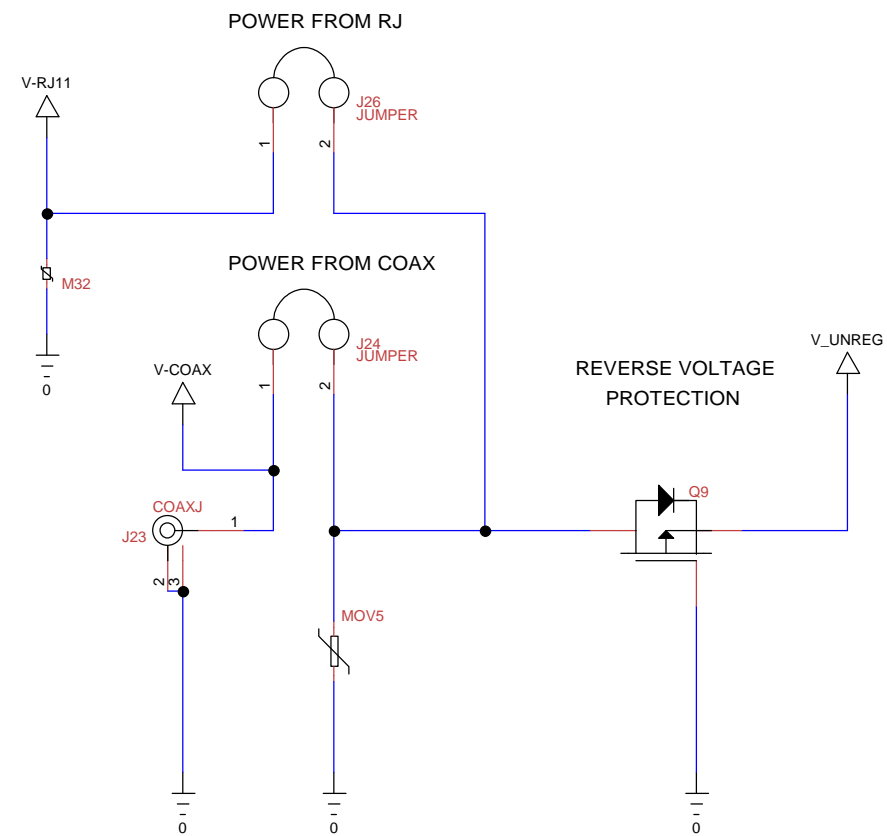 POWER FROM RJ
V-RJ11
J26
JUMPER
1
2
M32
0
POWER FROM COAX
J24
JUMPER
1
2
V-COAX
V_UNREG
REVERSE VOLTAGE
PROTECTION
Q9
COAXJ
J23
1
2
3
MOV5
0
0
0